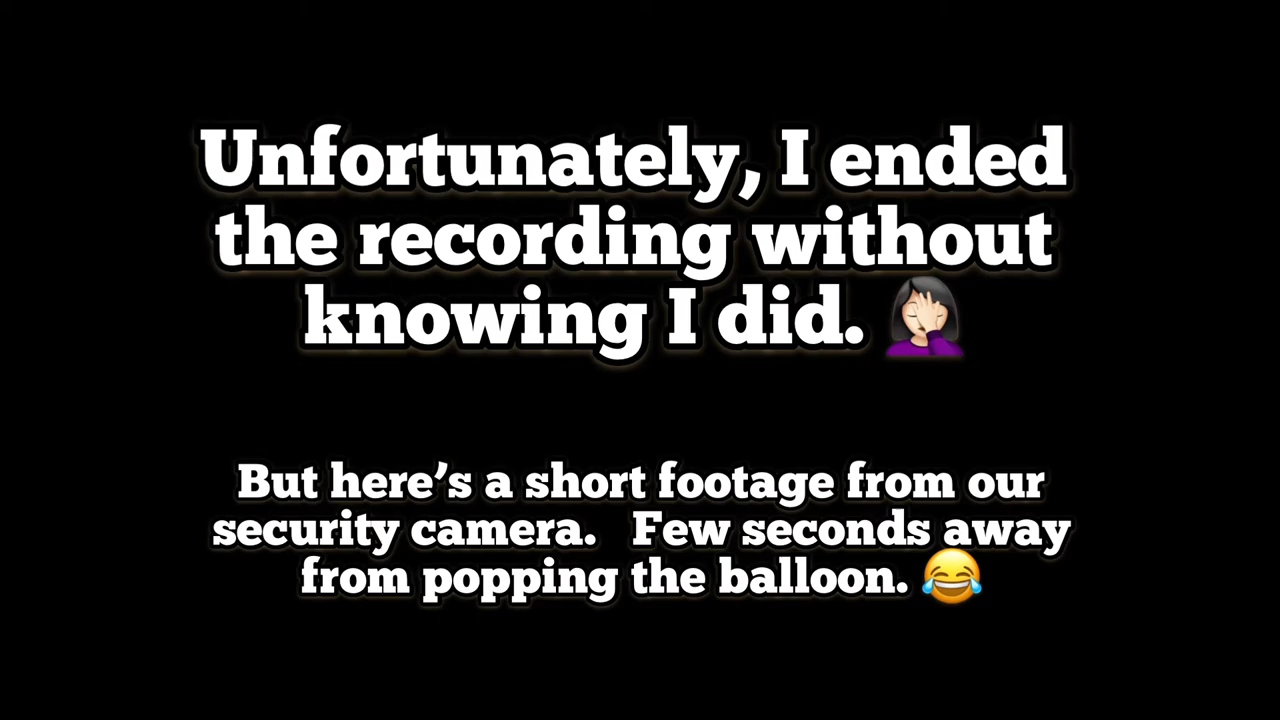 Unfortunately, I ended
the recording without
knowing I did. 🤦🏻‍♀️
But here’s a short footage from our
security camera.   Few seconds away
from popping the balloon. 😂